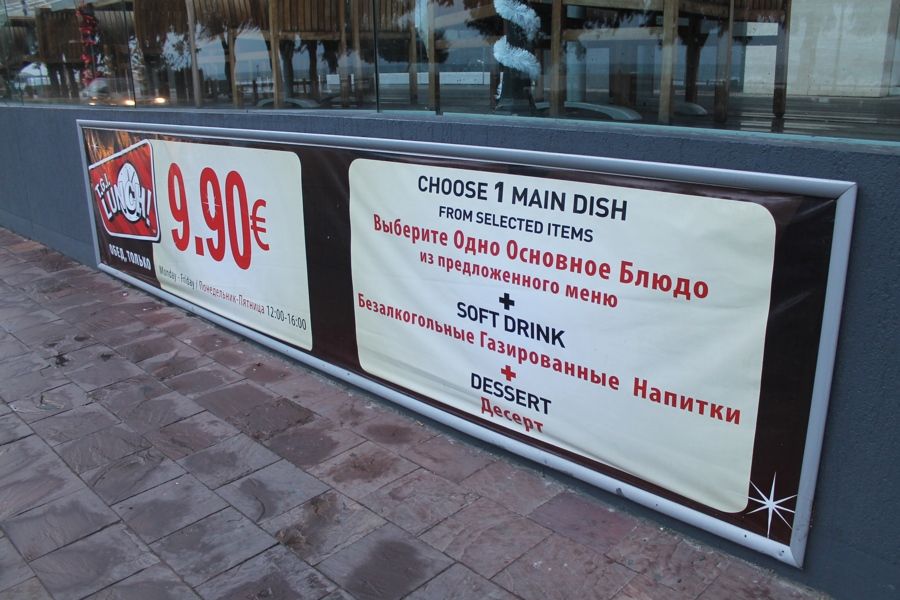 T.G.I.
LUNCH!
ОБЕД, ТОЛЬКО
9.90€
Monday - Friday / Понедельник-Пятница 12:00-16:00
CHOOSE 1 MAIN DISH
FROM SELECTED ITEMS
Выберите Одно Основное Блюдо
из предложенного меню
+
SOFT DRINK
Безалкогольные Газированные Напитки
+
DESSERT
Десерт